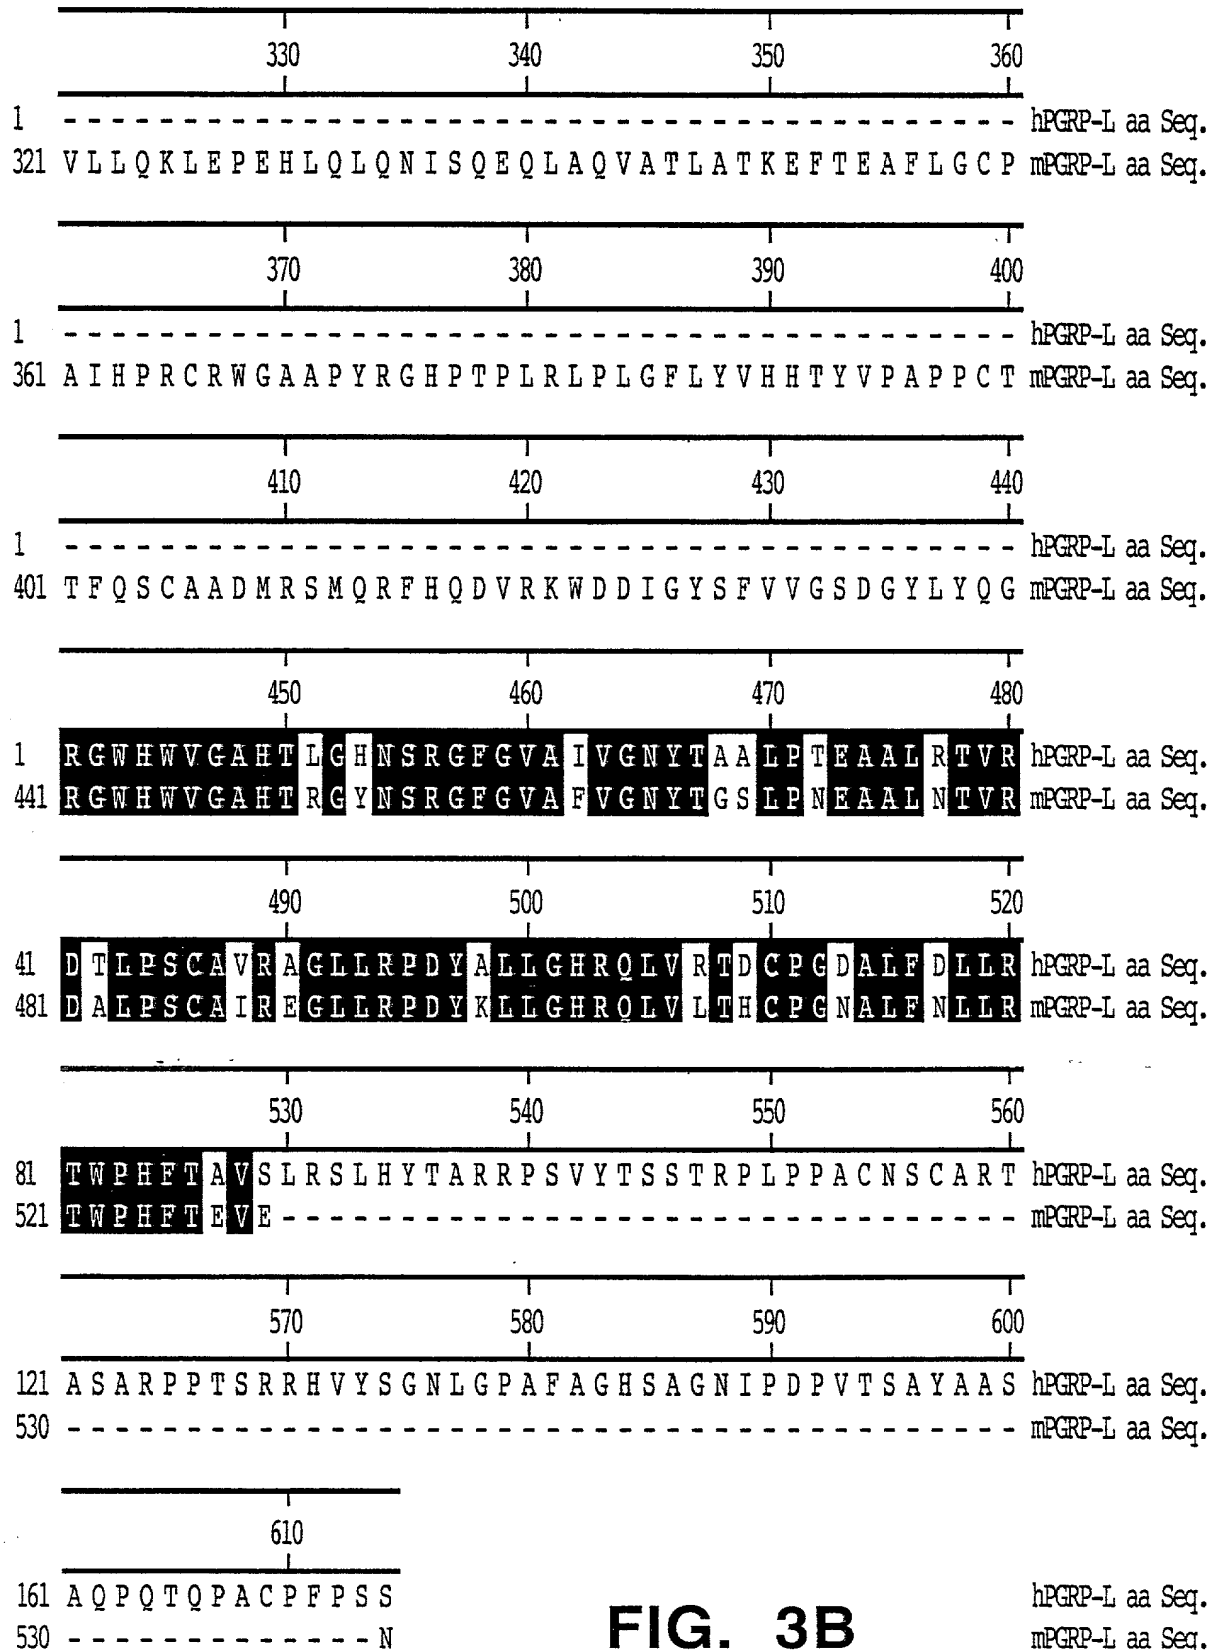 330 340 350 360
1 - - - - - - - - - - - - - - - - - - - - - - - - - - - - - - - - - - - - - - - - hPGRP-L aa Seq.
321 V L L Q K L E P E H L Q L Q N I S Q E Q L A Q V A T L A T K E F T E A F L G C P mPGRP-L aa Seq.
370 380 390 400
1 - - - - - - - - - - - - - - - - - - - - - - - - - - - - - - - - - - - - - - - - hPGRP-L aa Seq.
361 A I H P R C R W G A A P Y R G H P T P L R L P L G F L Y V H H T Y V P A P P C T mPGRP-L aa Seq.
410 420 430 440
1 - - - - - - - - - - - - - - - - - - - - - - - - - - - - - - - - - - - - - - - - hPGRP-L aa Seq.
401 T F Q S C A A D M R S M Q R F H Q D V R K W D D I G Y S F V V G S D G Y L Y Q G mPGRP-L aa Seq.
450 460 470 480
1 R G W H W V G A H T L G H N S R G F G V A I V G N Y T A A L P T E A A L R T V R hPGRP-L aa Seq.
441 R G W H W V G A H T R G Y N S R G F G V A F V G N Y T G S L P N E A A L N T V R mPGRP-L aa Seq.
490 500 510 520
41 D T L P S C A V R A G L L R P D Y A L L G H R Q L V R T D C P G D A L F D L L R hPGRP-L aa Seq.
481 D A L P S C A I R E G L L R P D Y K L L G H R Q L V L T H C P G N A L F N L L R mPGRP-L aa Seq.
530 540 550 560
81 T W P H F T A V S L R S L H Y T A R R P S V Y T S S T R P L P P A C N S C A R T hPGRP-L aa Seq.
521 T W P H F T E V E - - - - - - - - - - - - - - - - - - - - - - - - - - - - - - - mPGRP-L aa Seq.
570 580 590 600
121 A S A R P P T S R R H V Y S G N L G P A F A G H S A G N I P D P V T S A Y A A S hPGRP-L aa Seq.
530 - - - - - - - - - - - - - - - - - - - - - - - - - - - - - - - - - - - - - - - - mPGRP-L aa Seq.
610
161 A Q P Q T Q P A C P F P S S hPGRP-L aa Seq.
530 - - - - - - - - - - - - - N mPGRP-L aa Seq.
FIG. 3B